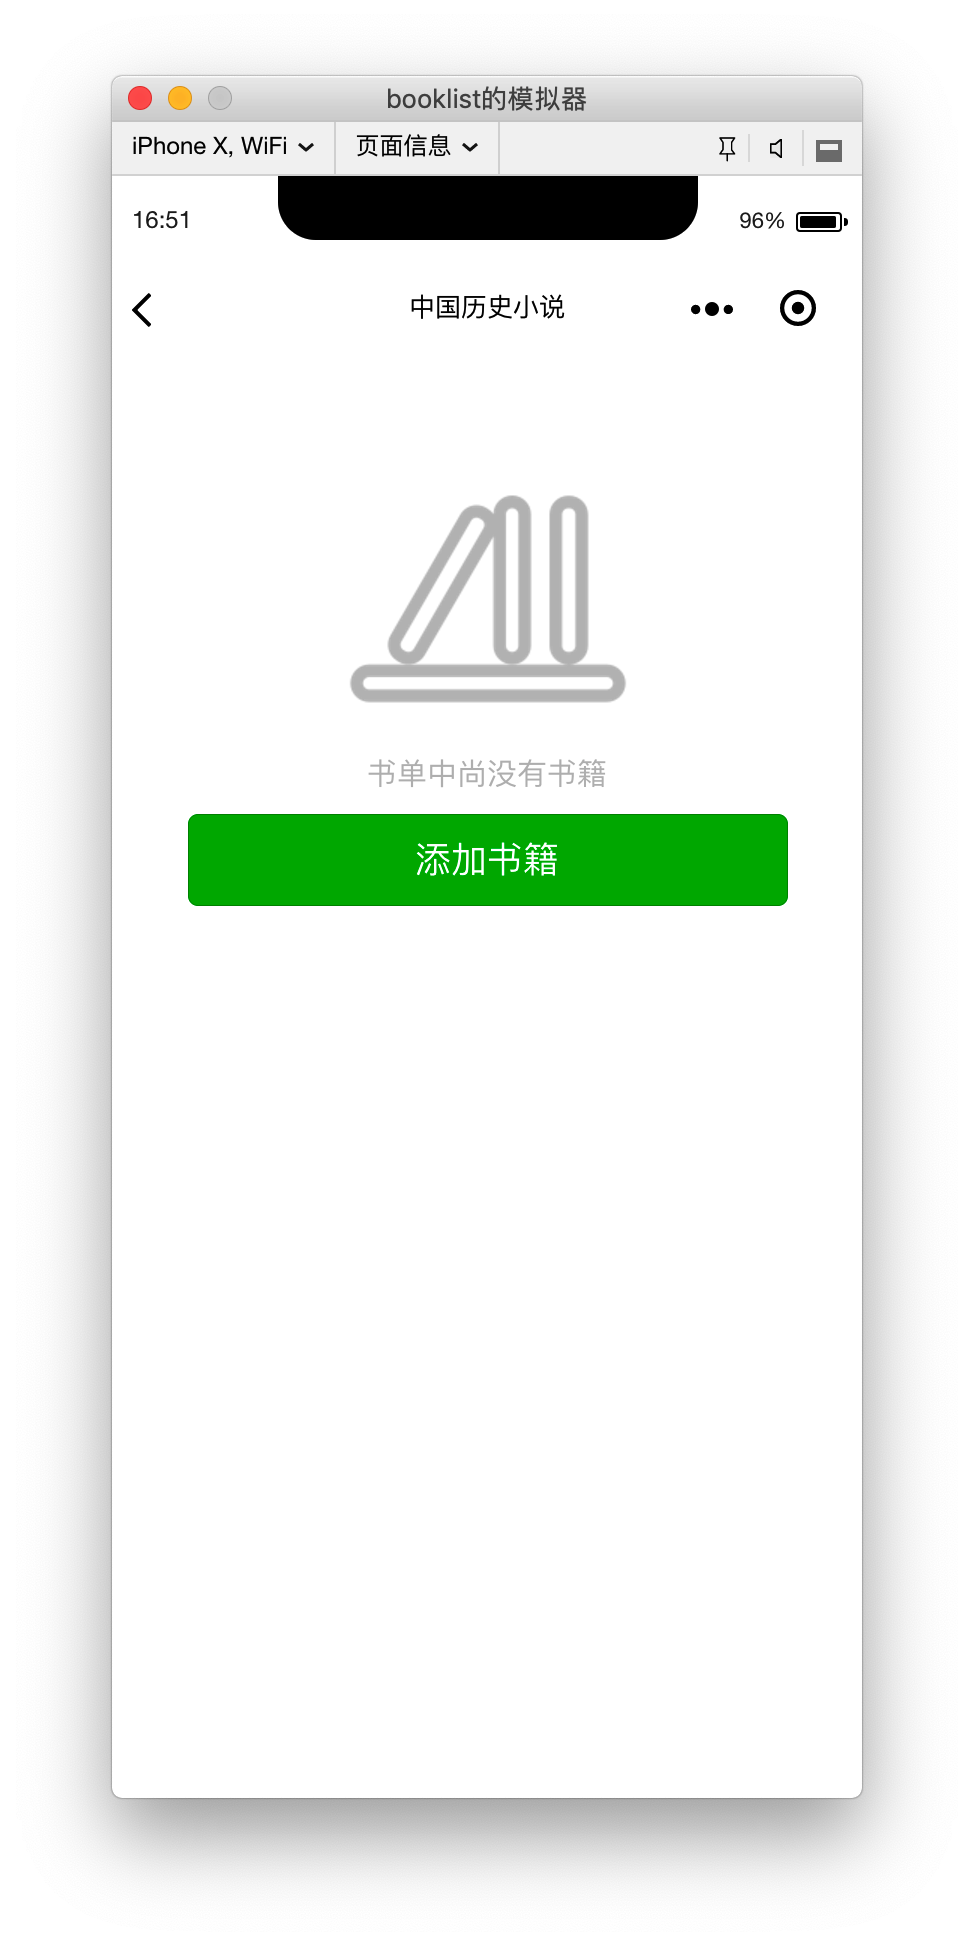 booklist的模拟器
iPhone X, WiFi 页面信息
16:51 96%
中国历史小说
书单中尚没有书籍
添加书籍